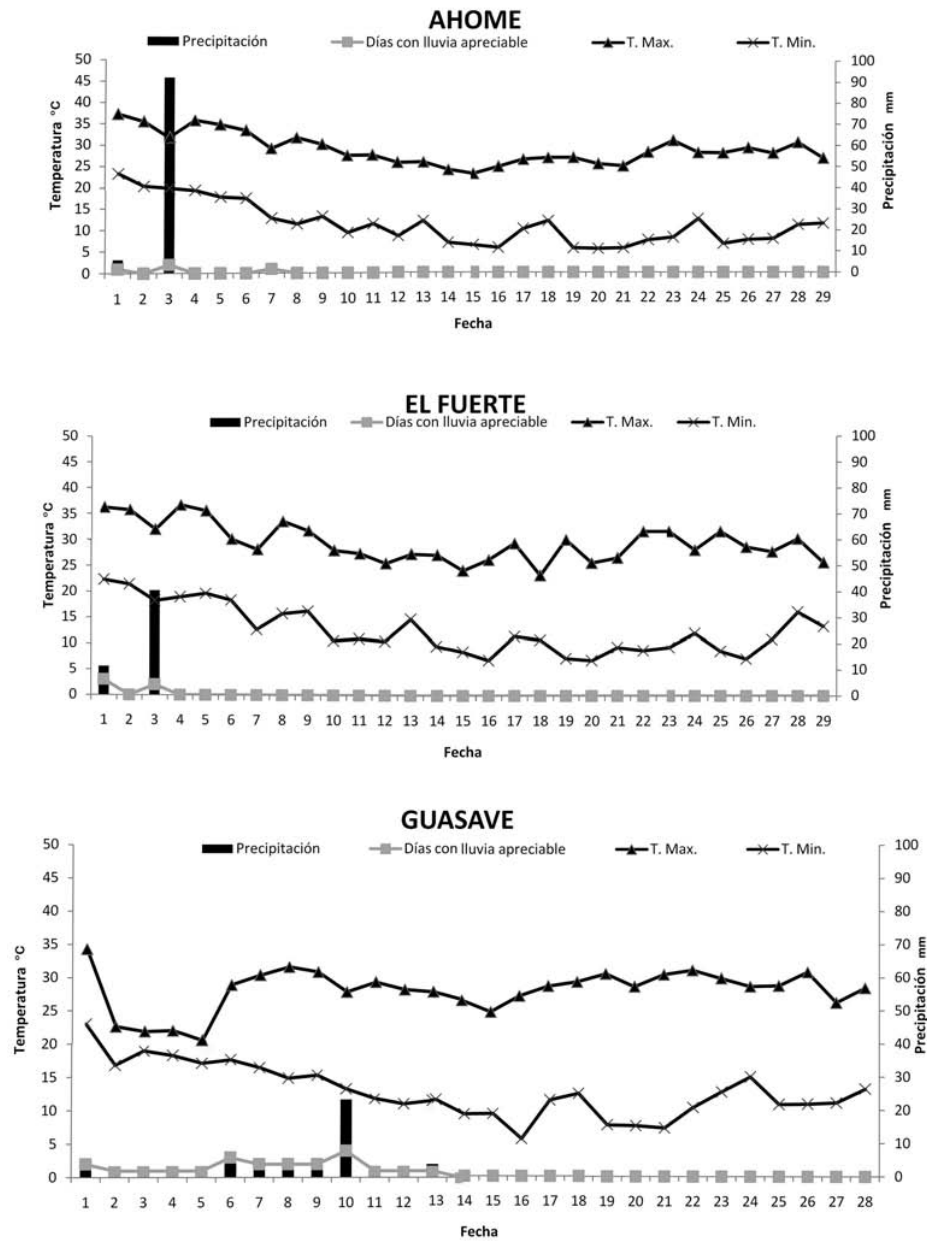 AHOME
Precipitación Días con lluvia apreciable T. Max. T. Min.
50 100
45 90
40 80
35 70
30 60
25 50
20 40
15 30
10 20
5 10
0 0
Temperatura °C
Precipitación mm
1 2 3 4 5 6 7 8 9 10 11 12 13 14 15 16 17 18 19 20 21 22 23 24 25 26 27 28 29
Fecha
EL FUERTE
Precipitación Días con lluvia apreciable T. Max. T. Min.
50 100
45 90
40 80
35 70
30 60
25 50
20 40
15 30
10 20
5 10
0 0
Temperatura °C
Precipitación mm
1 2 3 4 5 6 7 8 9 10 11 12 13 14 15 16 17 18 19 20 21 22 23 24 25 26 27 28 29
Fecha
GUASAVE
Precipitación Días con lluvia apreciable T. Max. T. Min.
50 100
45 90
40 80
35 70
30 60
25 50
20 40
15 30
10 20
5 10
0 0
Temperatura °C
Precipitación mm
1 2 3 4 5 6 7 8 9 10 11 12 13 14 15 16 17 18 19 20 21 22 23 24 25 26 27 28
Fecha